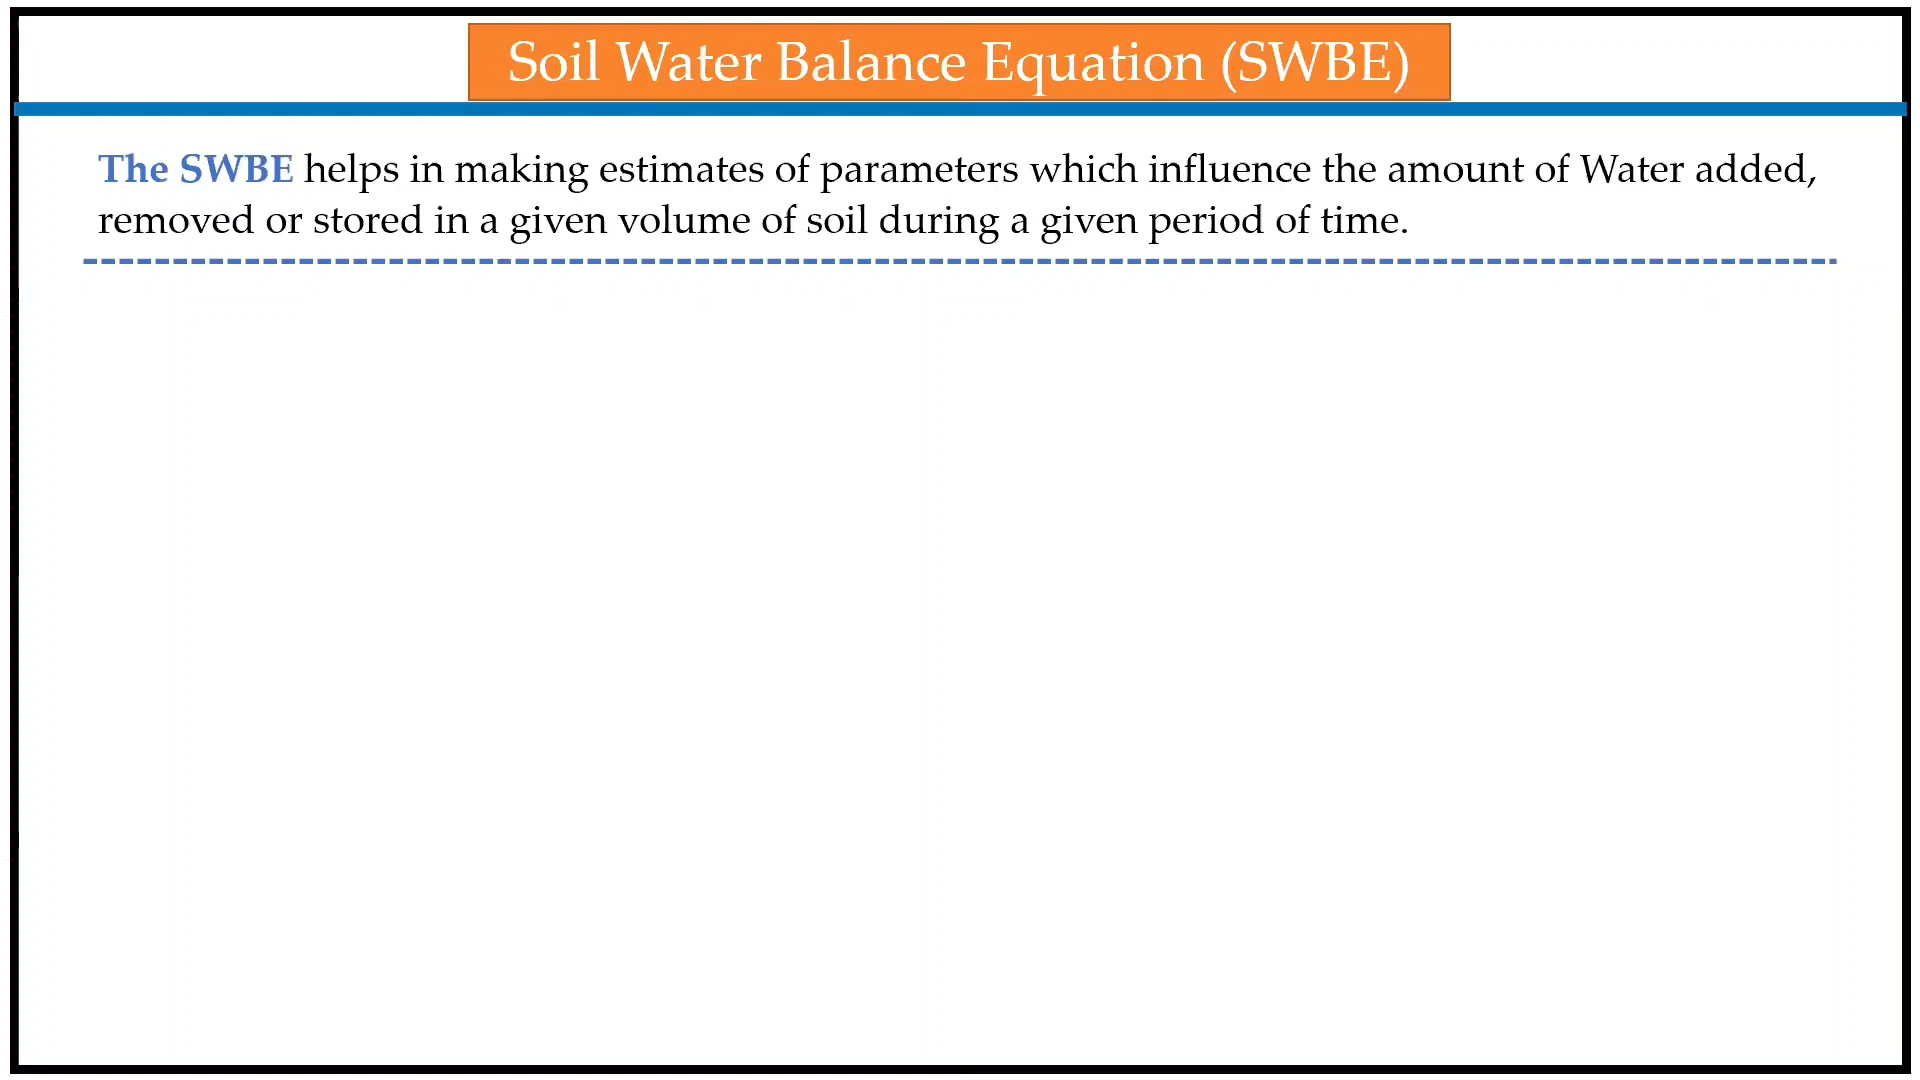 Soil Water Balance Equation (SWBE)
The SWBE helps in making estimates of parameters which influence the amount of Water added,
removed or stored in a given volume of soil during a given period of time.